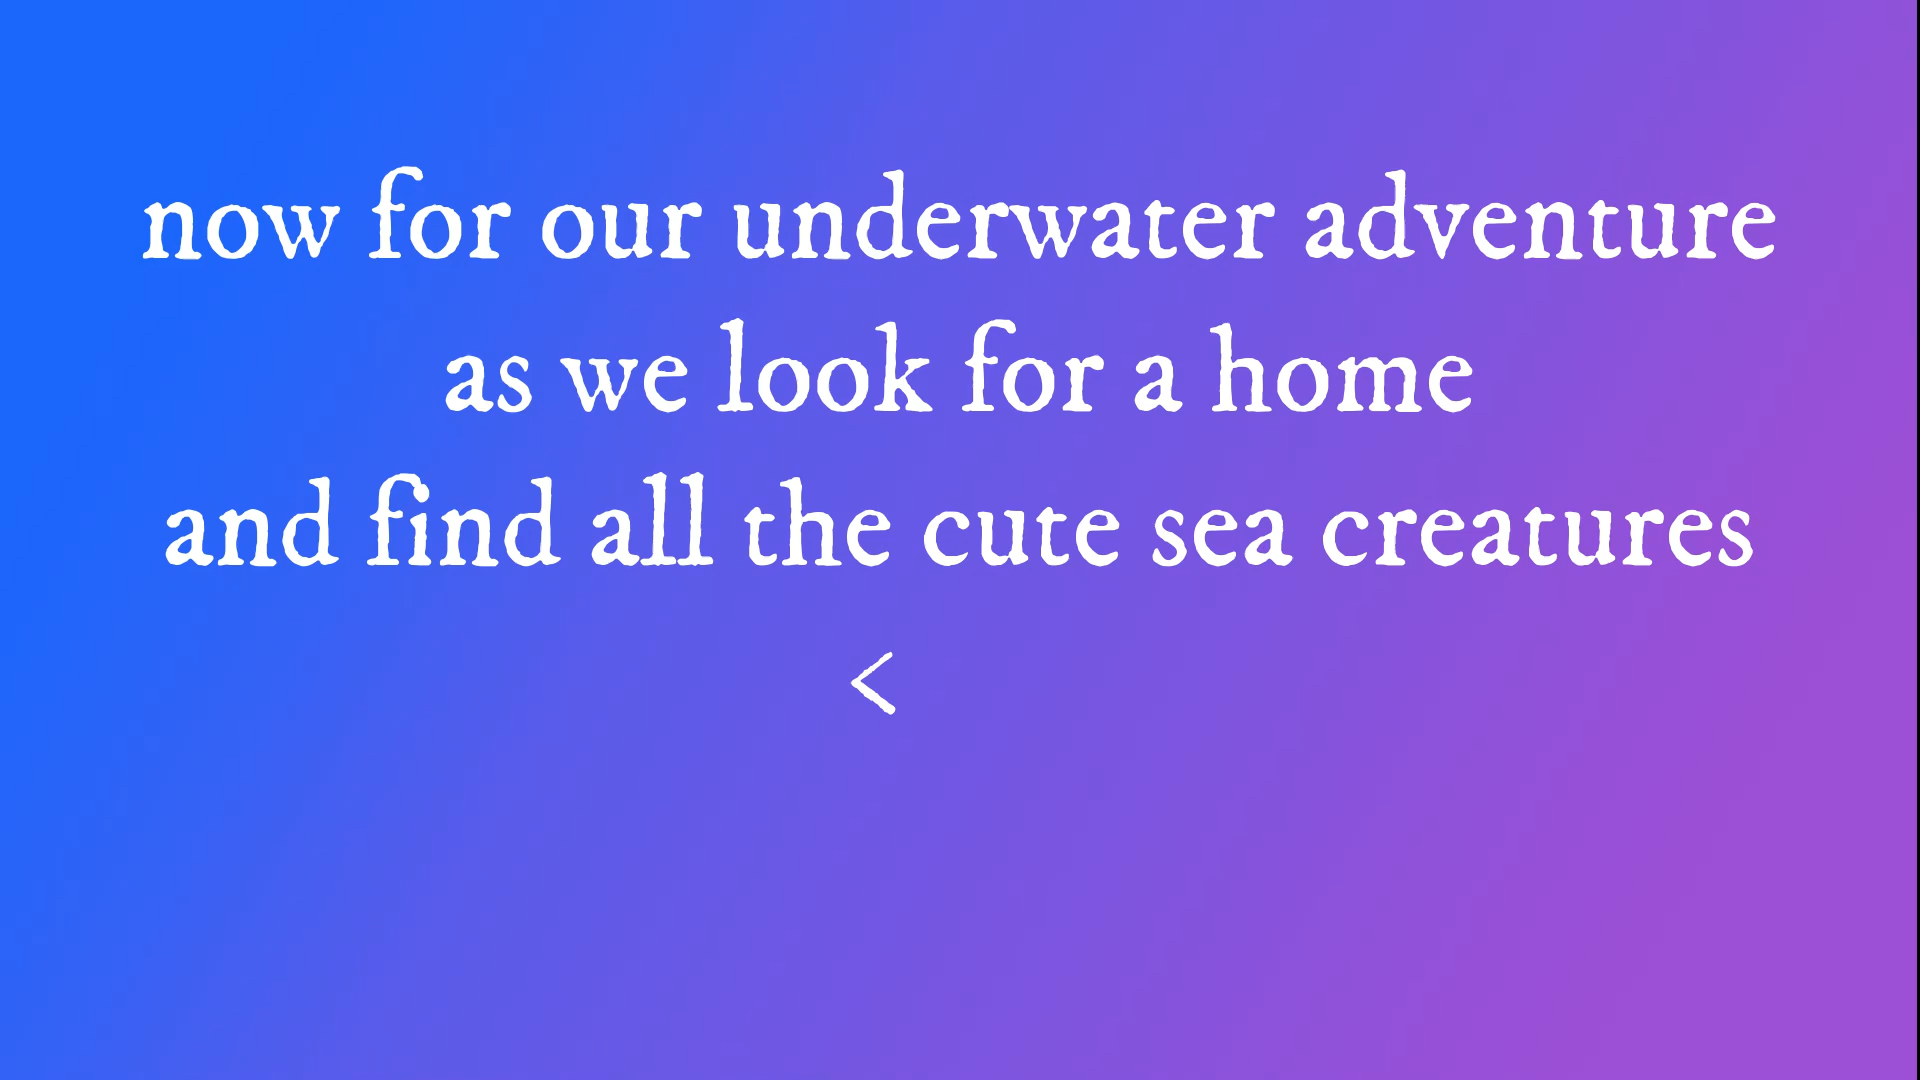 now for our underwater adventure
as we look for a home
and find all the cute sea creatures
<